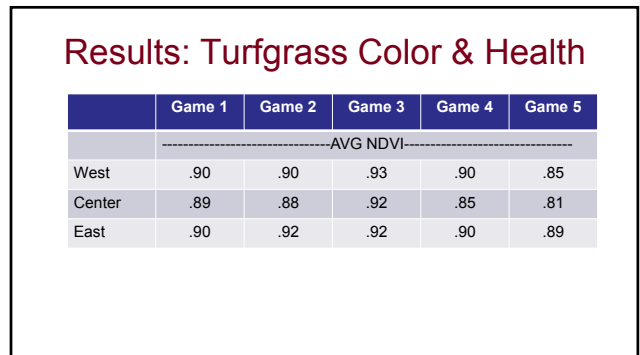 Results: Turfgrass Color & Health
Game 1 Game 2 Game 3 Game 4 Game 5
---------------------------------AVG NDVI---------------------------------
West .90 .90 .93 .90 .85
Center .89 .88 .92 .85 .81
East .90 .92 .92 .90 .89